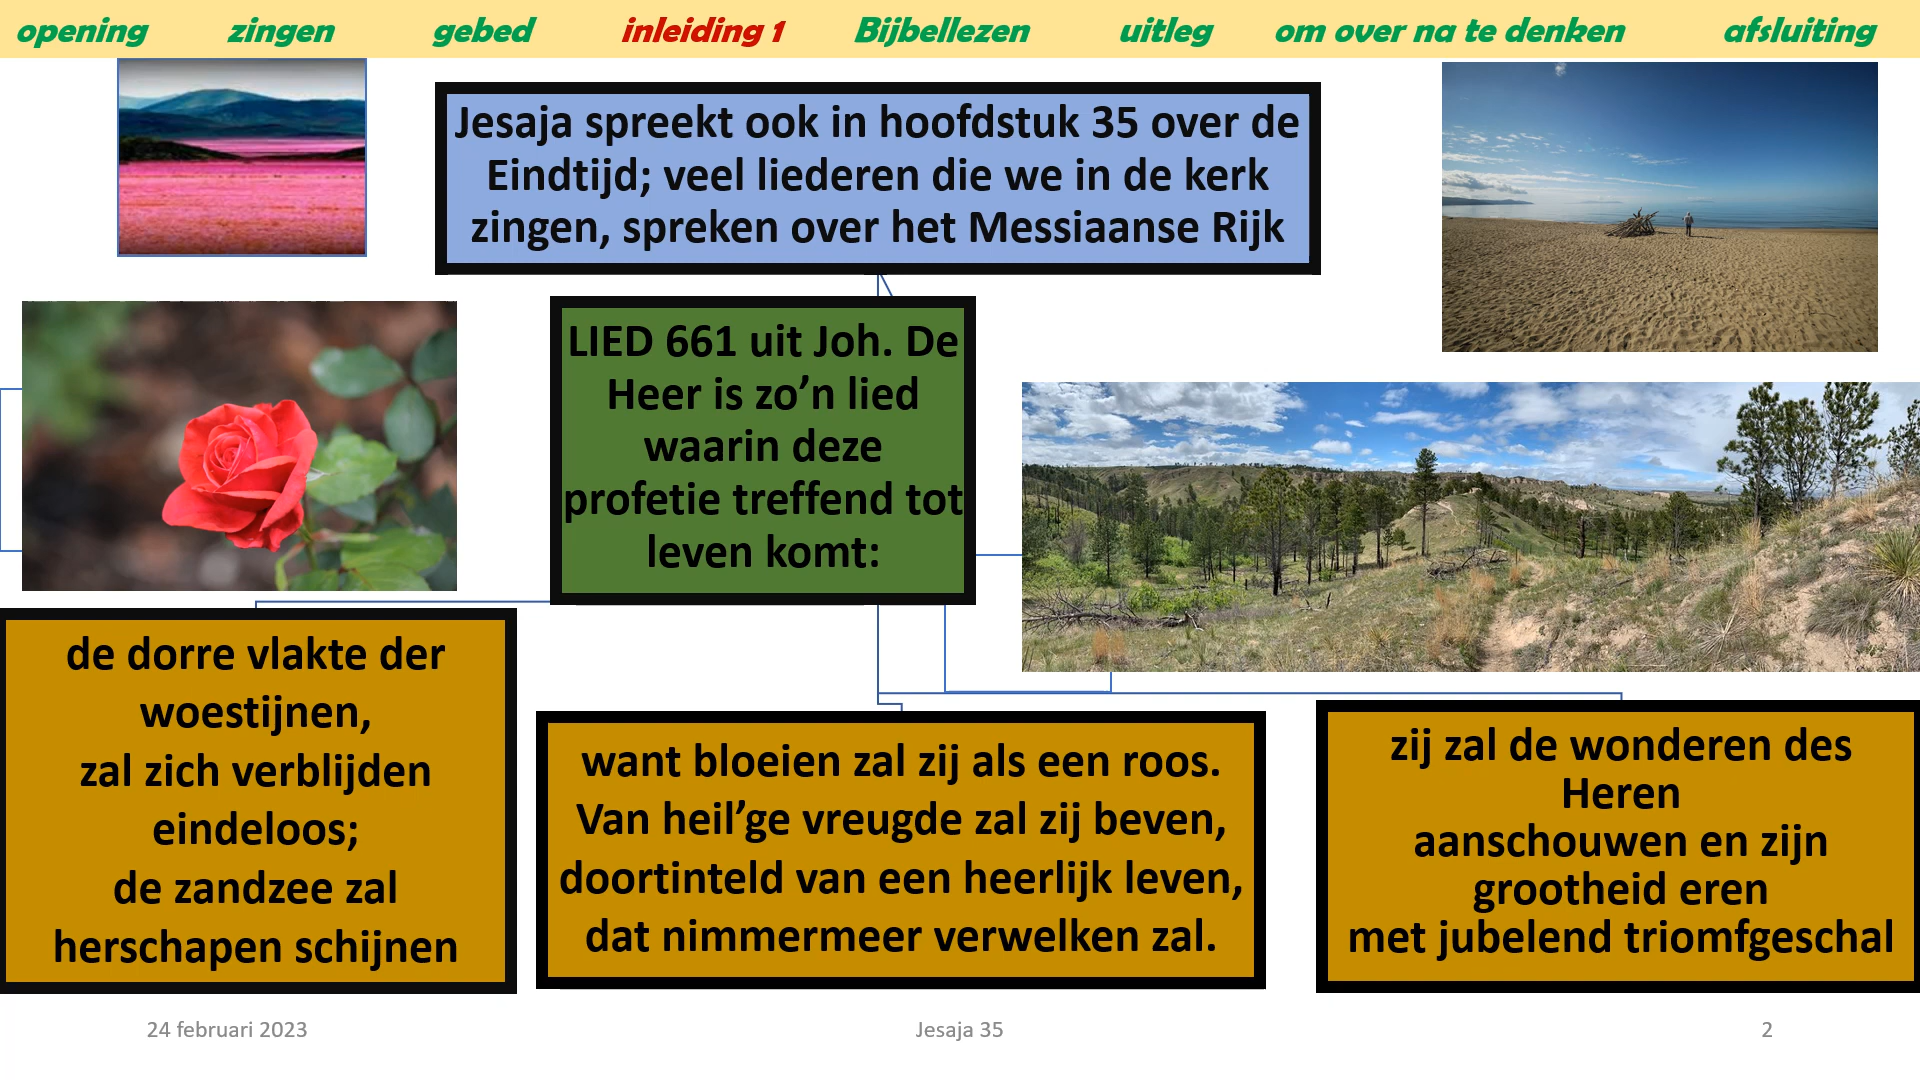 opening zingen gebed inleiding 1 Bijbellezen uitleg om over na te denken afsluiting
Jesaja spreekt ook in hoofdstuk 35 over de
Eindtijd; veel liederen die we in de kerk
zingen, spreken over het Messiaanse Rijk
LIED 661 uit Joh. De
Heer is zo’n lied
waarin deze
profetie treffend tot
leven komt:
de dorre vlakte der
woestijnen,
zal zich verblijden
eindeloos;
de zandzee zal
herschapen schijnen
want bloeien zal zij als een roos.
Van heil’ge vreugde zal zij beven,
doortinteld van een heerlijk leven,
dat nimmermeer verwelken zal.
zij zal de wonderen des
Heren
aanschouwen en zijn
grootheid eren
met jubelend triomfgeschal
24 februari 2023
Jesaja 35
2